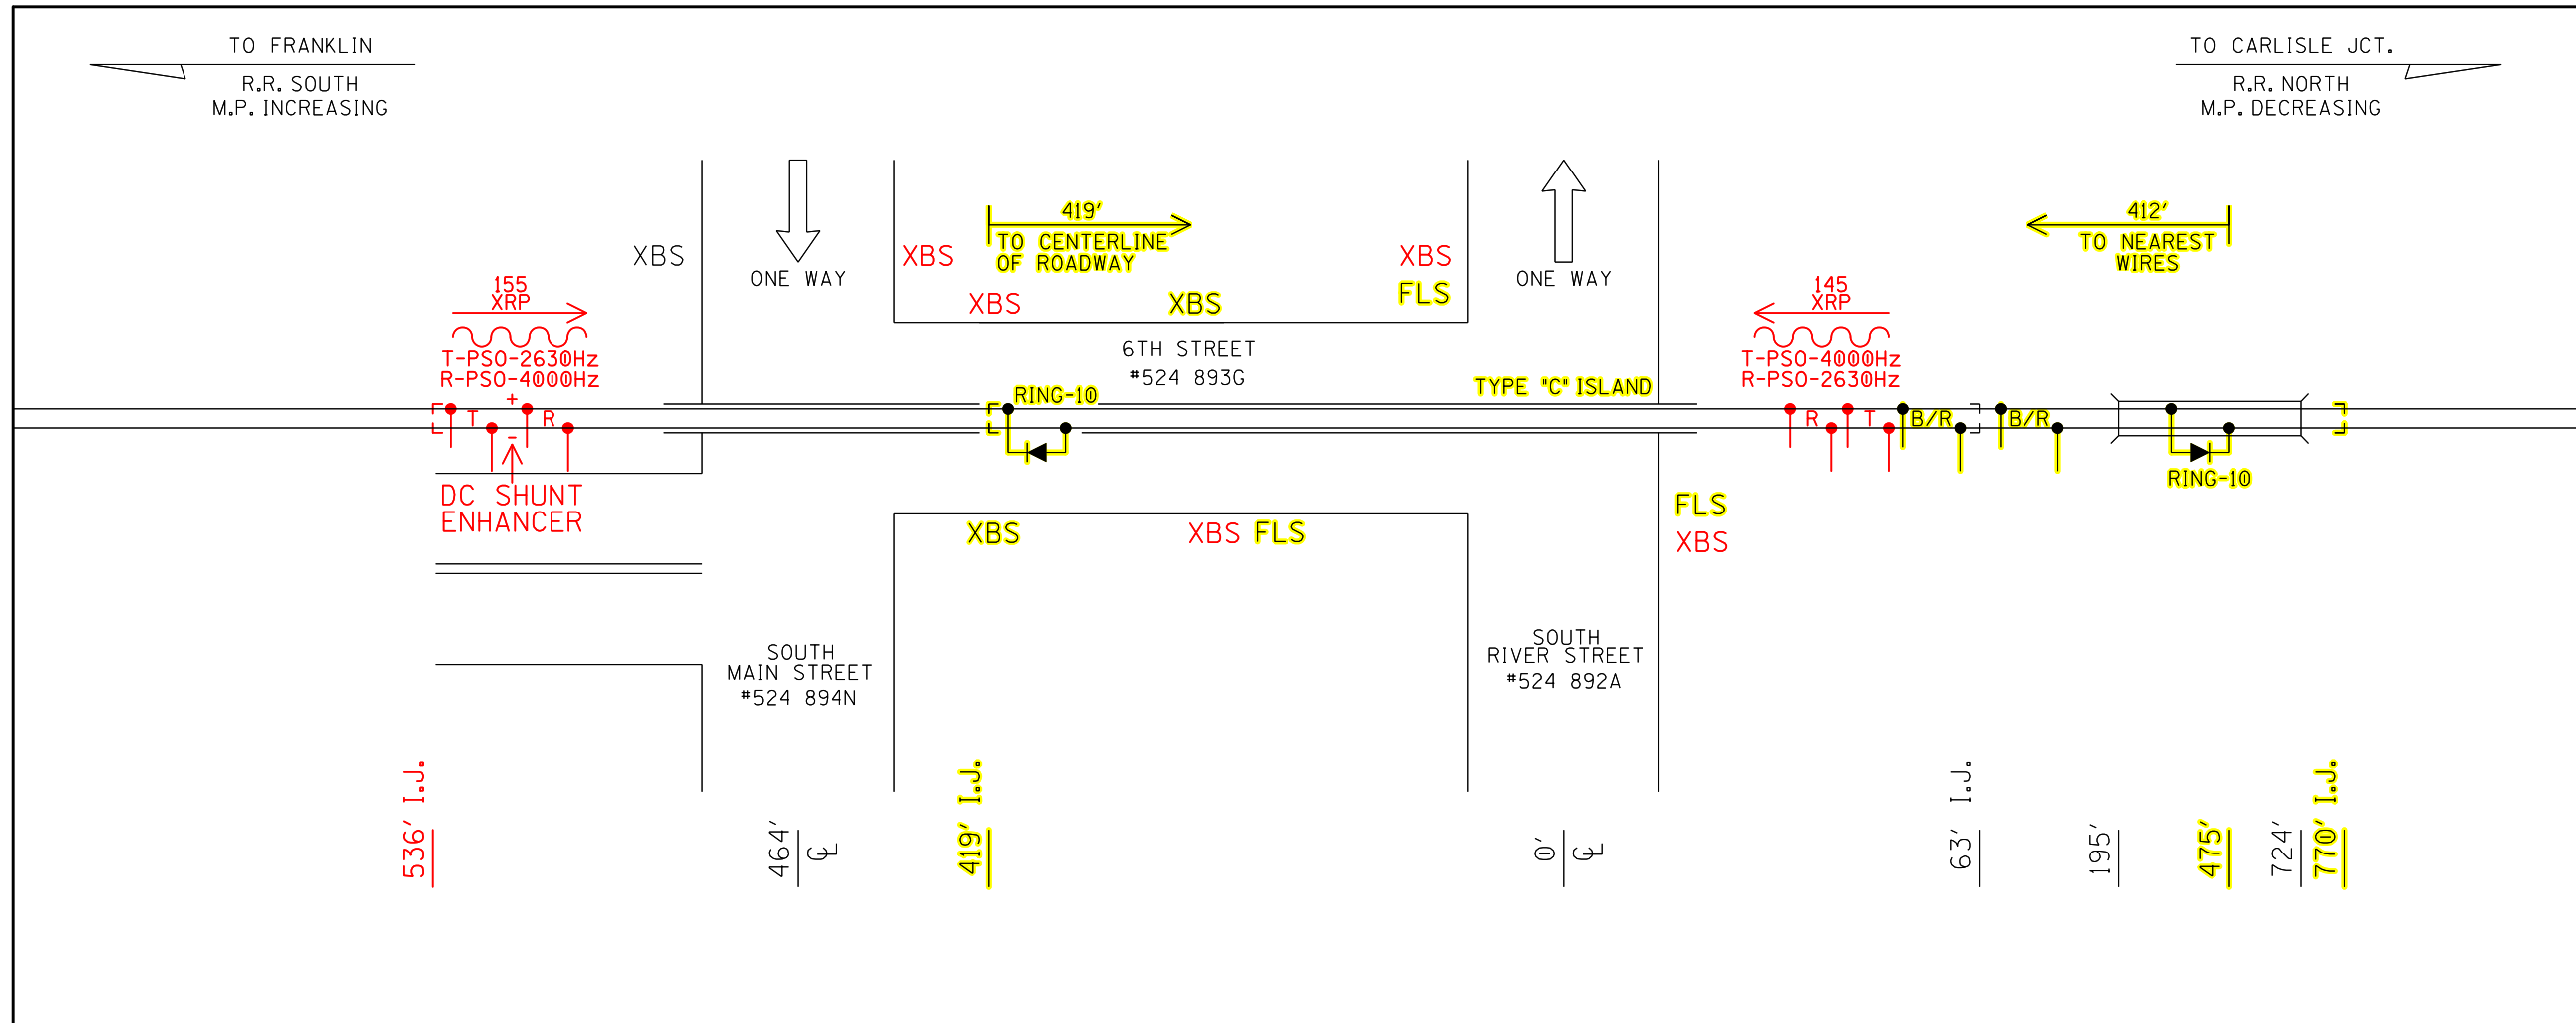 TO FRANKLIN
R.R. SOUTH
M.P. INCREASING
TO CARLISLE JCT.
R.R. NORTH
M.P. DECREASING
XBS
ONE WAY
XBS
419'
TO CENTERLINE
OF ROADWAY
XBS
XBS
XBS
FLS
ONE WAY
412'
TO NEAREST
WIRES
155
XRP
T-PSO-2630Hz
R-PSO-4000Hz
145
XRP
T-PSO-4000Hz
R-PSO-2630Hz
6TH STREET
#524 893G
RING-10
TYPE "C" ISLAND
T
+
-
R
R
T
B/R
B/R
RING-10
DC SHUNT
ENHANCER
XBS
XBS FLS
FLS
XBS
SOUTH
MAIN STREET
#524 894N
SOUTH
RIVER STREET
#524 892A
536' I.J.
464'
CL
419' I.J.
0'
CL
63' I.J.
195'
475'
724'
770' I.J.